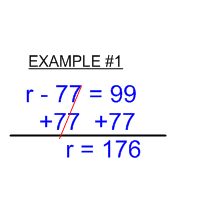 EXAMPLE #1
r - 77 = 99
+77 +77
r = 176